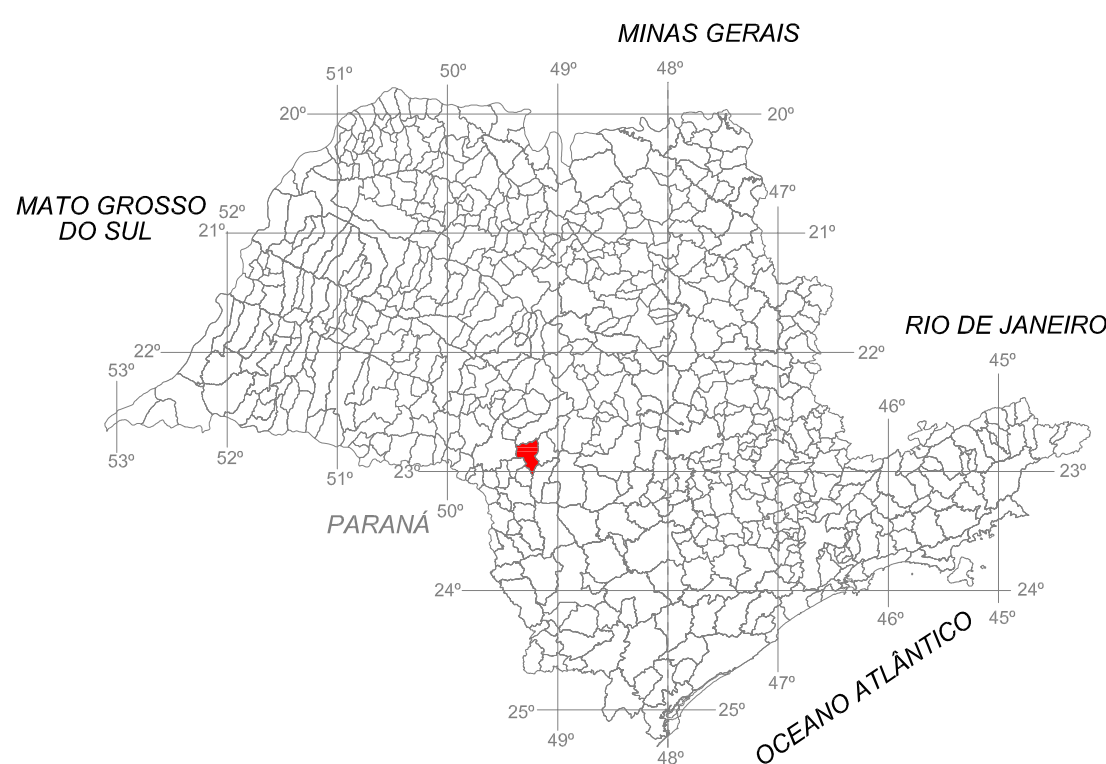 MINAS GERAIS
51º 50º 49º 48º
20º 20º
47º
MATO GROSSO
DO SUL
52º
21º 21º
RIO DE JANEIRO
22º 22º
45º
53º
46º
53º 52º 51º 23º 23º
50º
PARANÁ
24º 24º
46º 45º
OCEANO ATLÂNTICO
47º
25º 25º
49º
48º